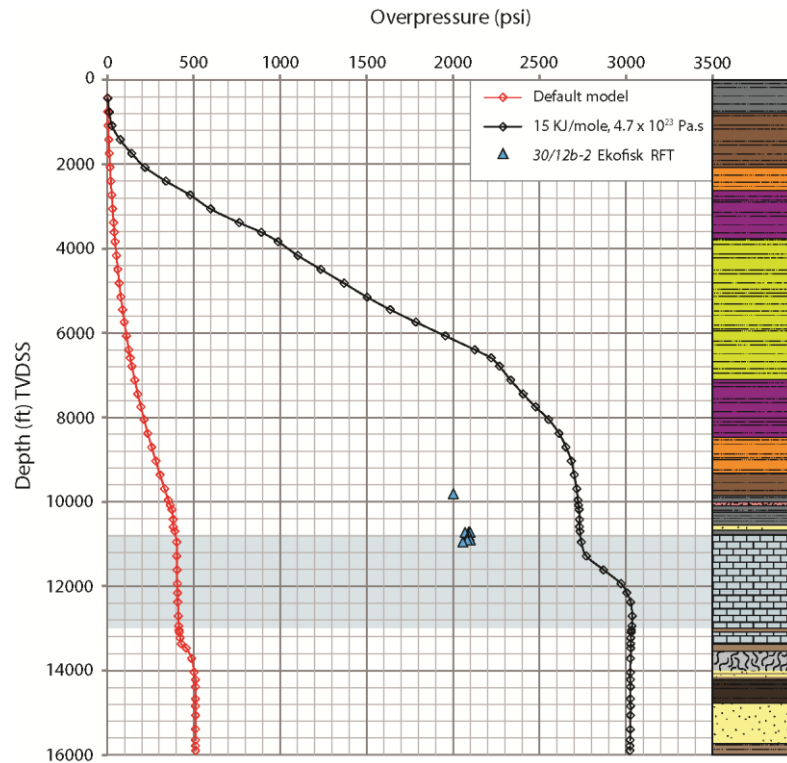 Overpressure (psi)
0 500 1000 1500 2000 2500 3000 3500
0
2000
4000
6000
8000
10000
12000
14000
16000
Depth (ft) TVDSS
Default model
15 KJ/mole, 4.7 x 10²³ Pa.s
30/12b-2 Ekofisk RFT